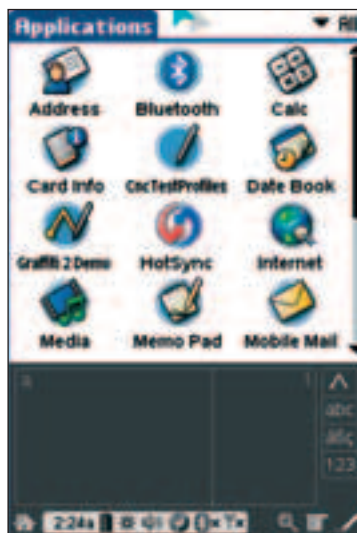 Applications
Address Bluetooth Calc
Card Info CncTestProfiles Date Book
Graffiti 2 Demo HotSync Internet
Media Memo Pad Mobile Mail
a 1
abc
123
2:24a